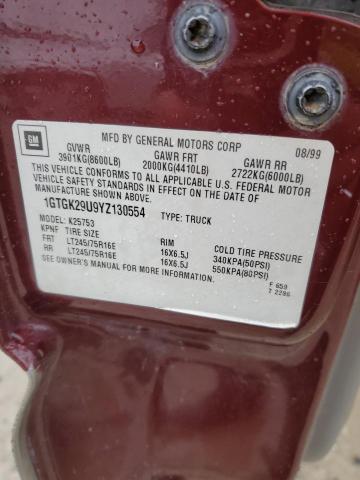 GM
MFD BY GENERAL MOTORS CORP 08/99
GVWR GAWR FRT GAWR RR
3901KG(8600LB) 2000KG(4410LB) 2722KG(6000LB)
THIS VEHICLE CONFORMS TO ALL APPLICABLE U.S. FEDERAL MOTOR
VEHICLE SAFETY STANDARDS IN EFFECT ON THE DATE OF
MANUFACTURE SHOWN ABOVE.
1GTGK29U9YZ130554 TYPE: TRUCK
MODEL: K25753
KPNF TIRE SIZE RIM COLD TIRE PRESSURE
FRT LT245/75R16E 16X6.5J 340KPA(50PSI)
RR LT245/75R16E 16X6.5J 550KPA(80PSI)
SEE OWNER'S MANUAL FOR MORE INFORMATION
16X6.5J
F 659
T 2286